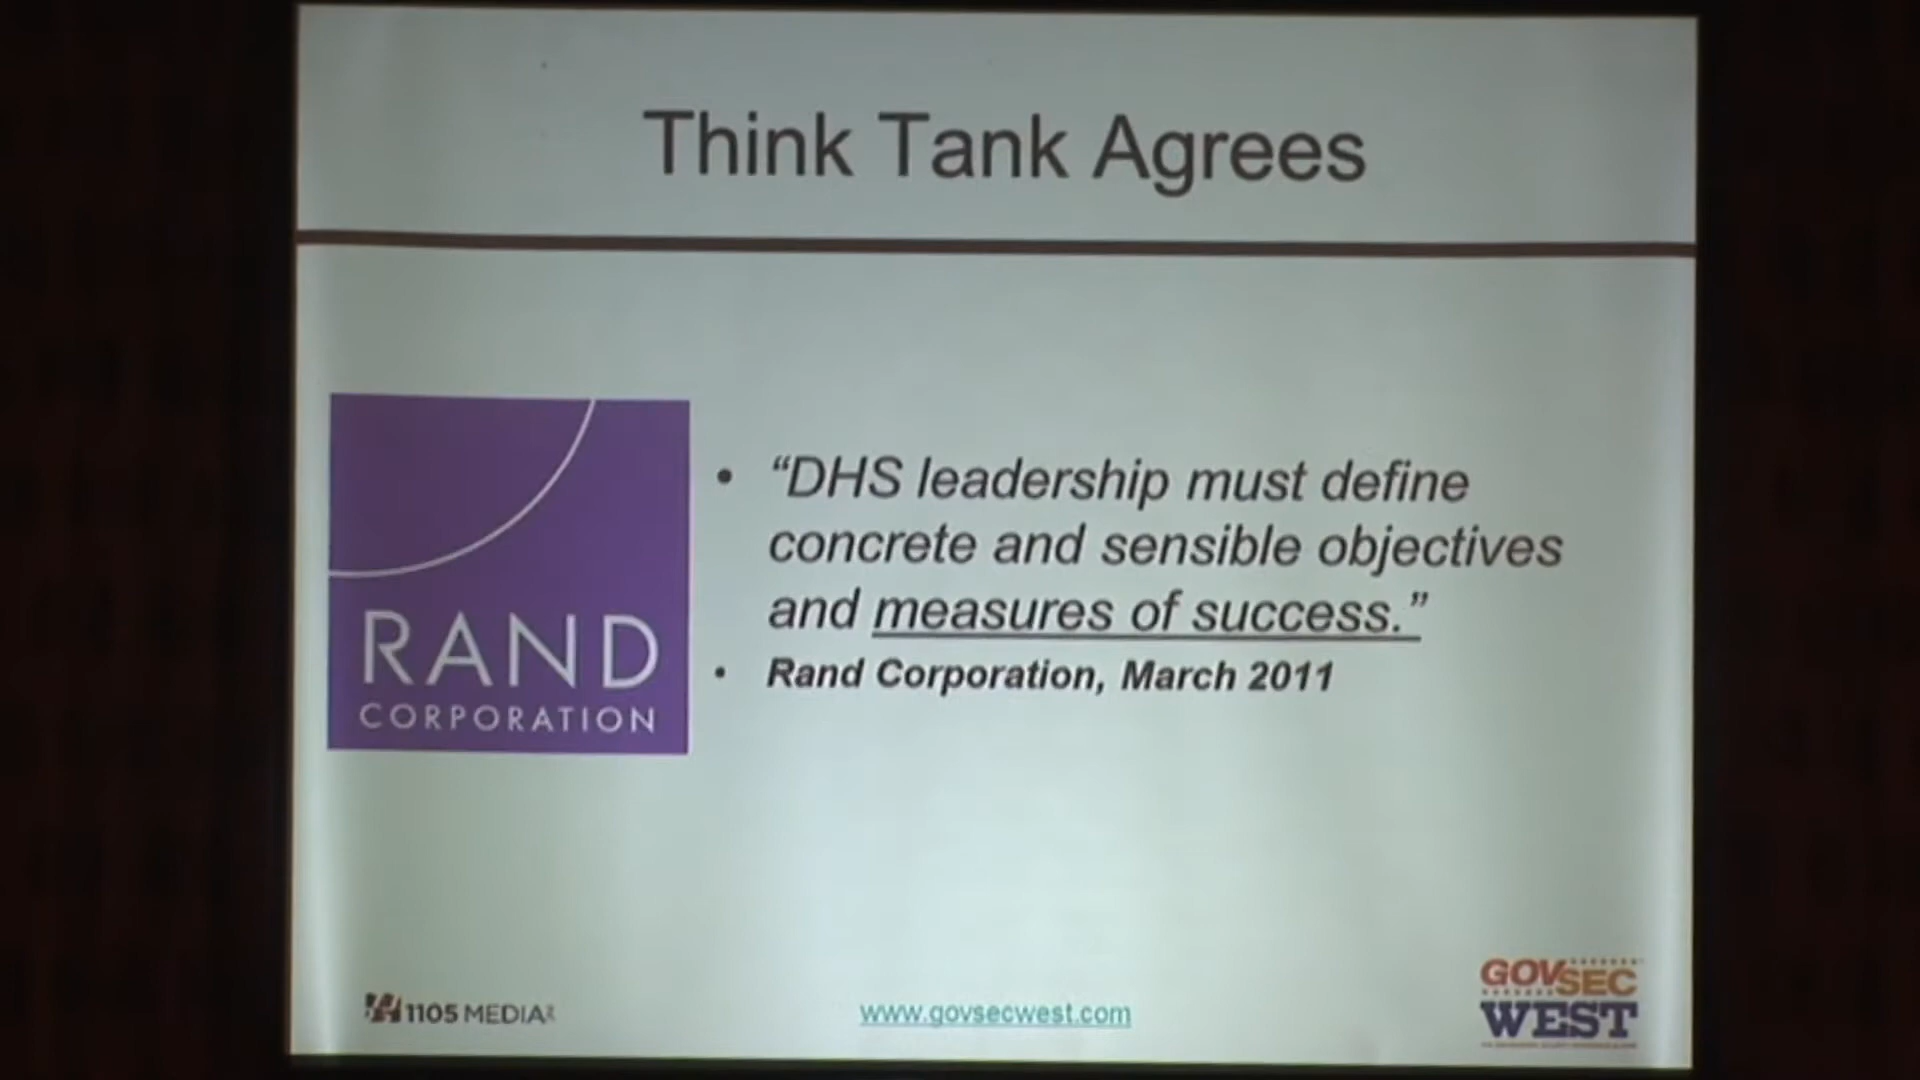 Think Tank Agrees
RAND
CORPORATION
• “DHS leadership must define
concrete and sensible objectives
and measures of success.”
• Rand Corporation, March 2011
1105 MEDIA
www.govsecwest.com
GOVSEC
WEST